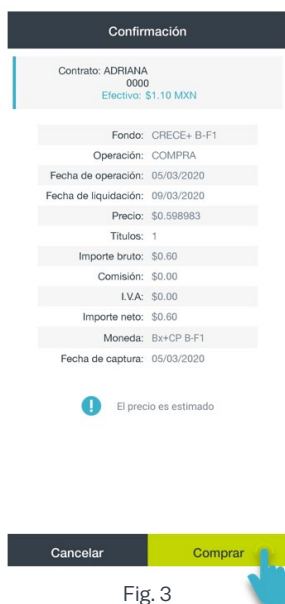 Confirmación
Contrato: ADRIANA
0000
Efectivo: $1.10 MXN
Fondo: CRECE+ B-F1
Operación: COMPRA
Fecha de operación: 05/03/2020
Fecha de liquidación: 09/03/2020
Precio: $0.598983
Titulos: 1
Importe bruto: $0.60
Comisión: $0.00
I.V.A: $0.00
Importe neto: $0.60
Moneda: Bx+CP B-F1
Fecha de captura: 05/03/2020
! El precio es estimado
Cancelar Comprar
Fig. 3